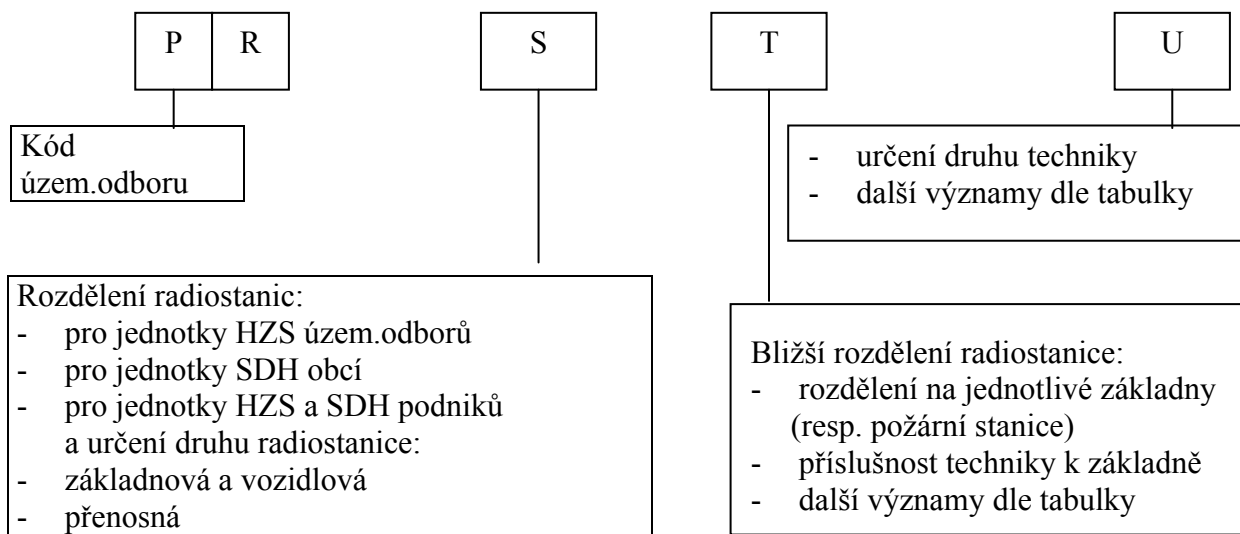 P R S T U
Kód
územ.odboru
- určení druhu techniky
- další významy dle tabulky
Rozdělení radiostanic:
- pro jednotky HZS územ.odborů
- pro jednotky SDH obcí
- pro jednotky HZS a SDH podniků
a určení druhu radiostanice:
- základnová a vozidlová
- přenosná
Bližší rozdělení radiostanice:
- rozdělení na jednotlivé základny
(resp. požární stanice)
- příslušnost techniky k základně
- další významy dle tabulky